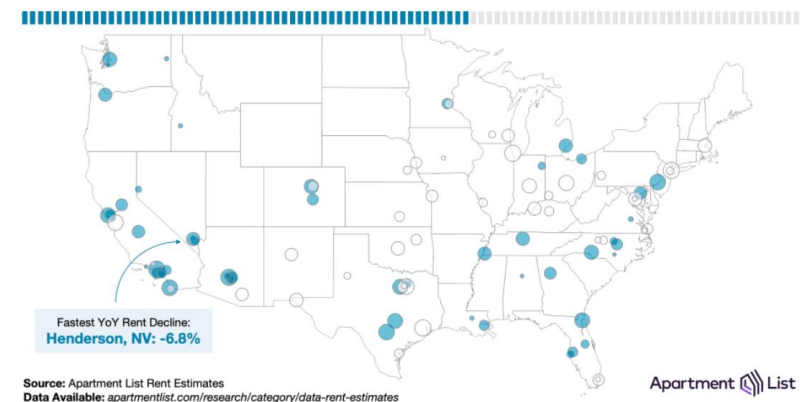 Fastest YoY Rent Decline:
Henderson, NV: -6.8%
Source: Apartment List Rent Estimates
Data Available: apartmentlist.com/research/category/data-rent-estimates
Apartment List